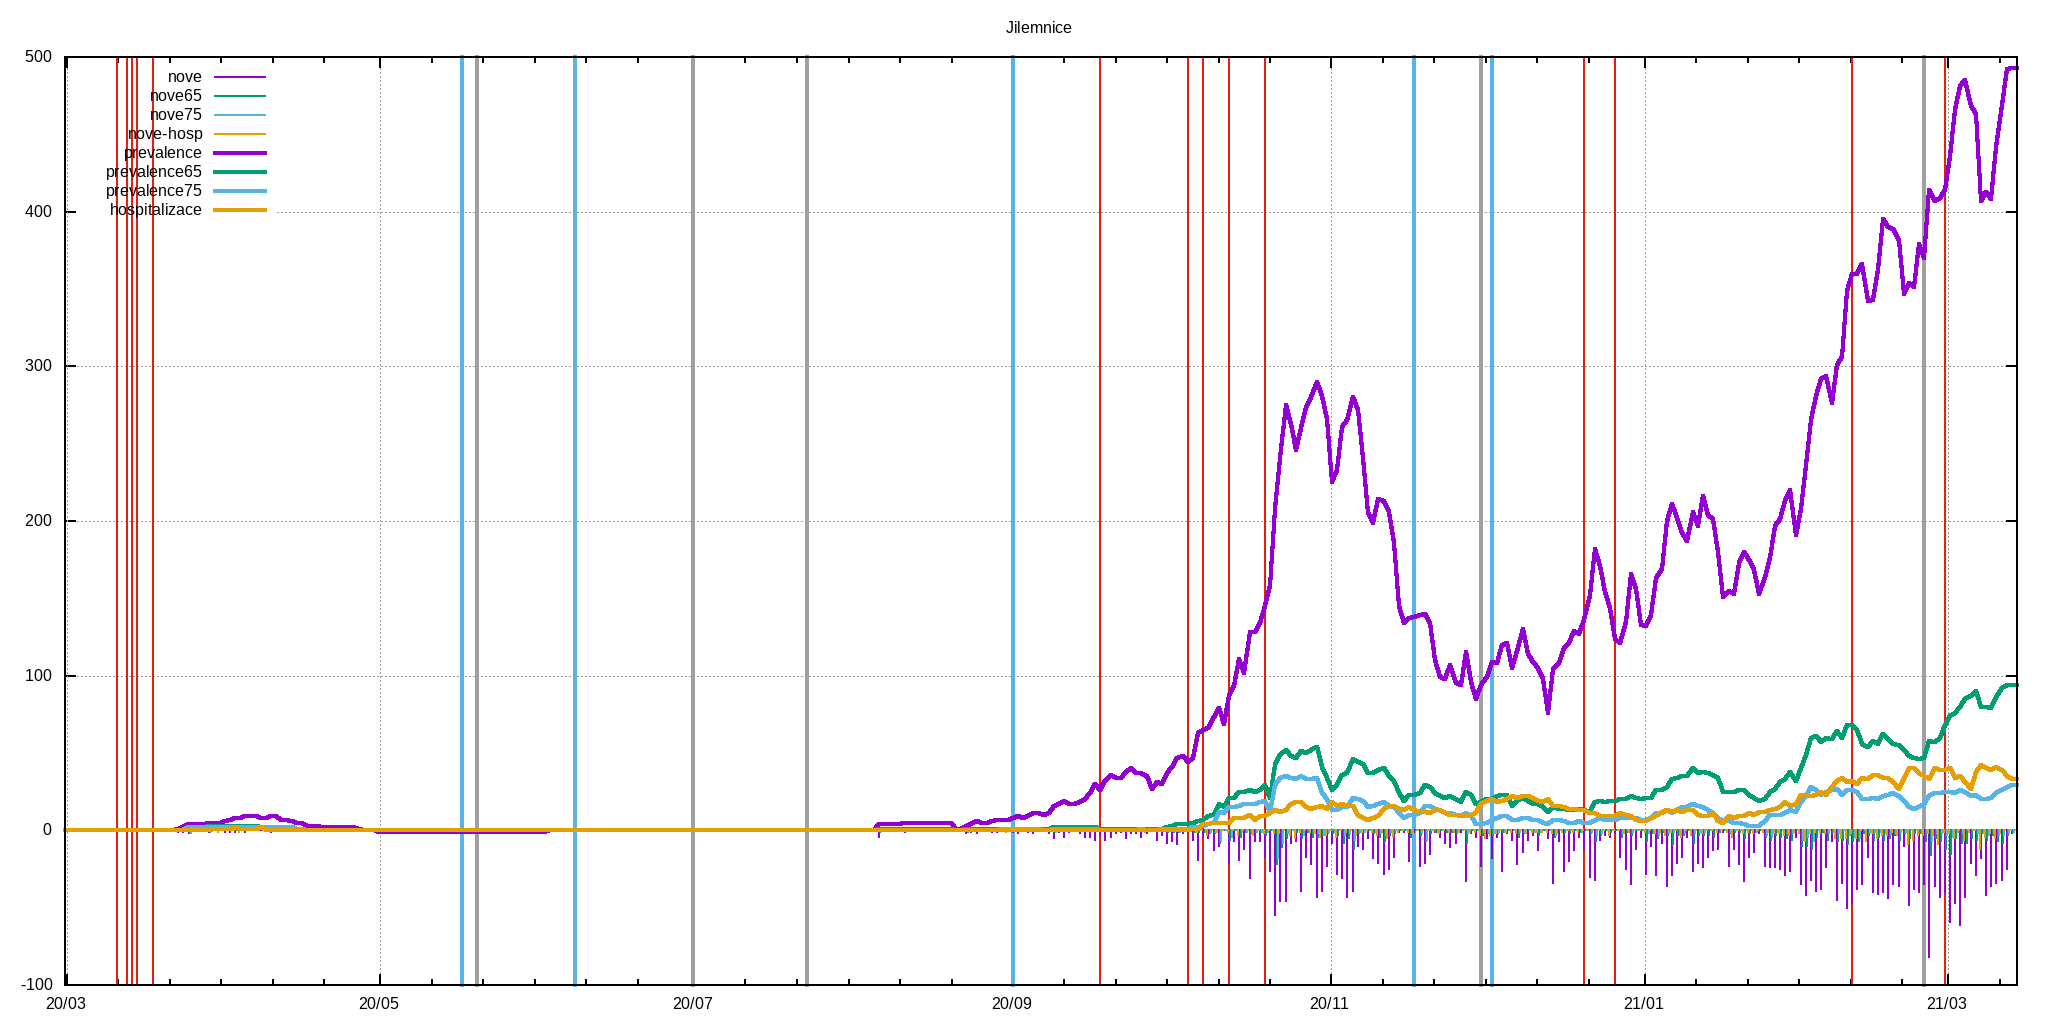 Jilemnice
500
400
300
200
100
0
-100
nove
nove65
nove75
nove-hosp
prevalence
prevalence65
prevalence75
hospitalizace
20/03 20/05 20/07 20/09 20/11 21/01 21/03